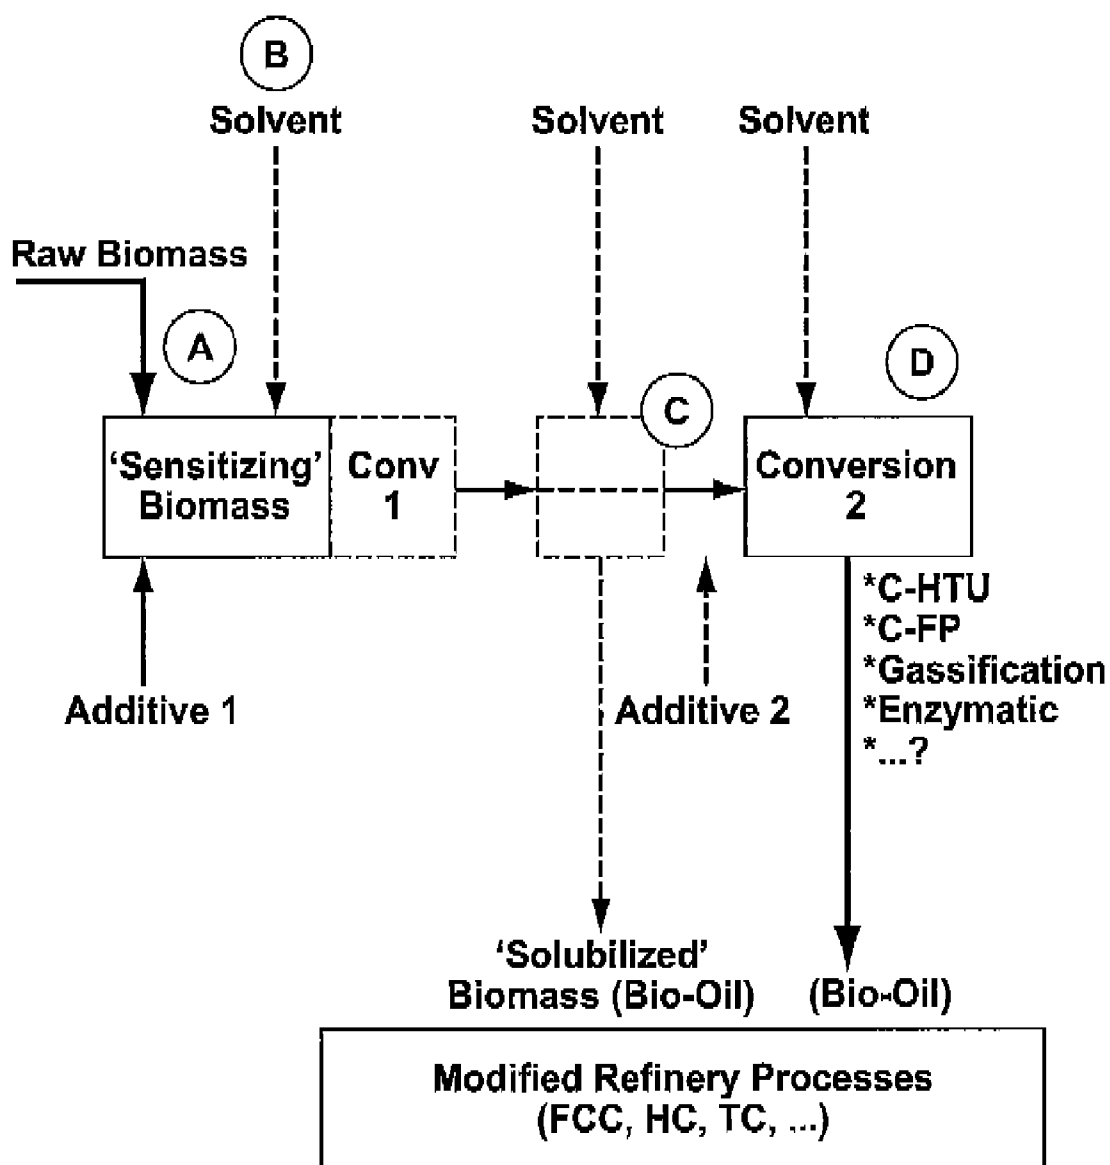 B
Solvent
Solvent
Solvent
Raw Biomass
A
D
C
‘Sensitizing’
Biomass
Conv
1
Conversion
2
*C-HTU
*C-FP
*Gassification
*Enzymatic
*...?
Additive 1
Additive 2
‘Solubilized’
Biomass (Bio-Oil)
(Bio-Oil)
Modified Refinery Processes
(FCC, HC, TC, ...)